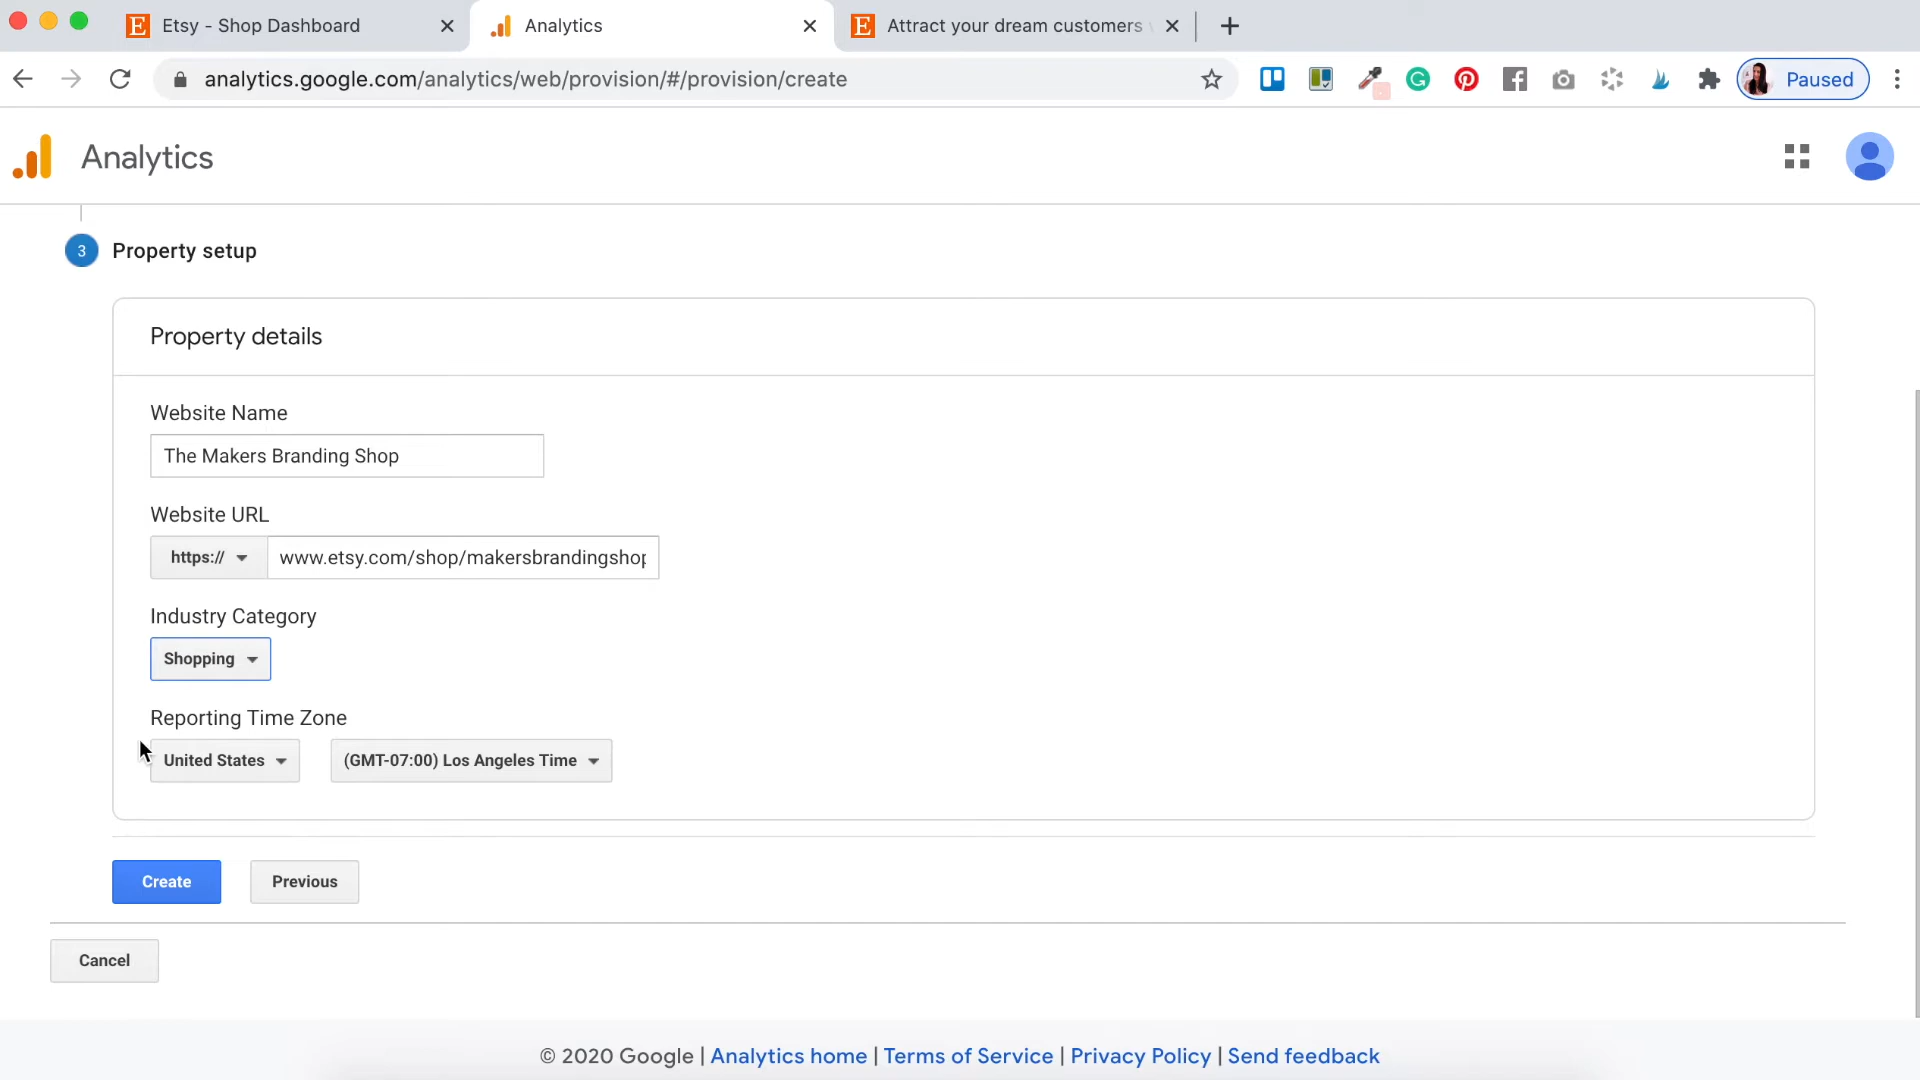 Etsy - Shop Dashboard
Analytics
Attract your dream customers
analytics.google.com/analytics/web/provision/#/provision/create
Paused
Analytics
3 Property setup
Property details
Website Name
The Makers Branding Shop
Website URL
https:// www.etsy.com/shop/makersbrandingshop
Industry Category
Shopping
Reporting Time Zone
United States (GMT-07:00) Los Angeles Time
Create Previous
Cancel
© 2020 Google | Analytics home | Terms of Service | Privacy Policy | Send feedback